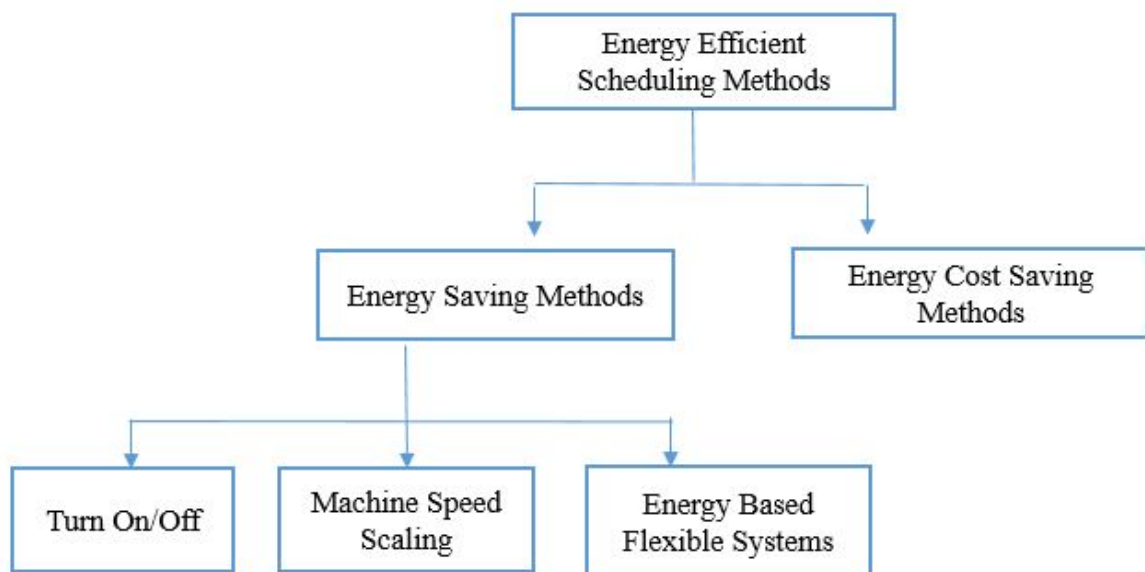 Energy Efficient
Scheduling Methods
Energy Saving Methods
Energy Cost Saving
Methods
Turn On/Off
Machine Speed
Scaling
Energy Based
Flexible Systems